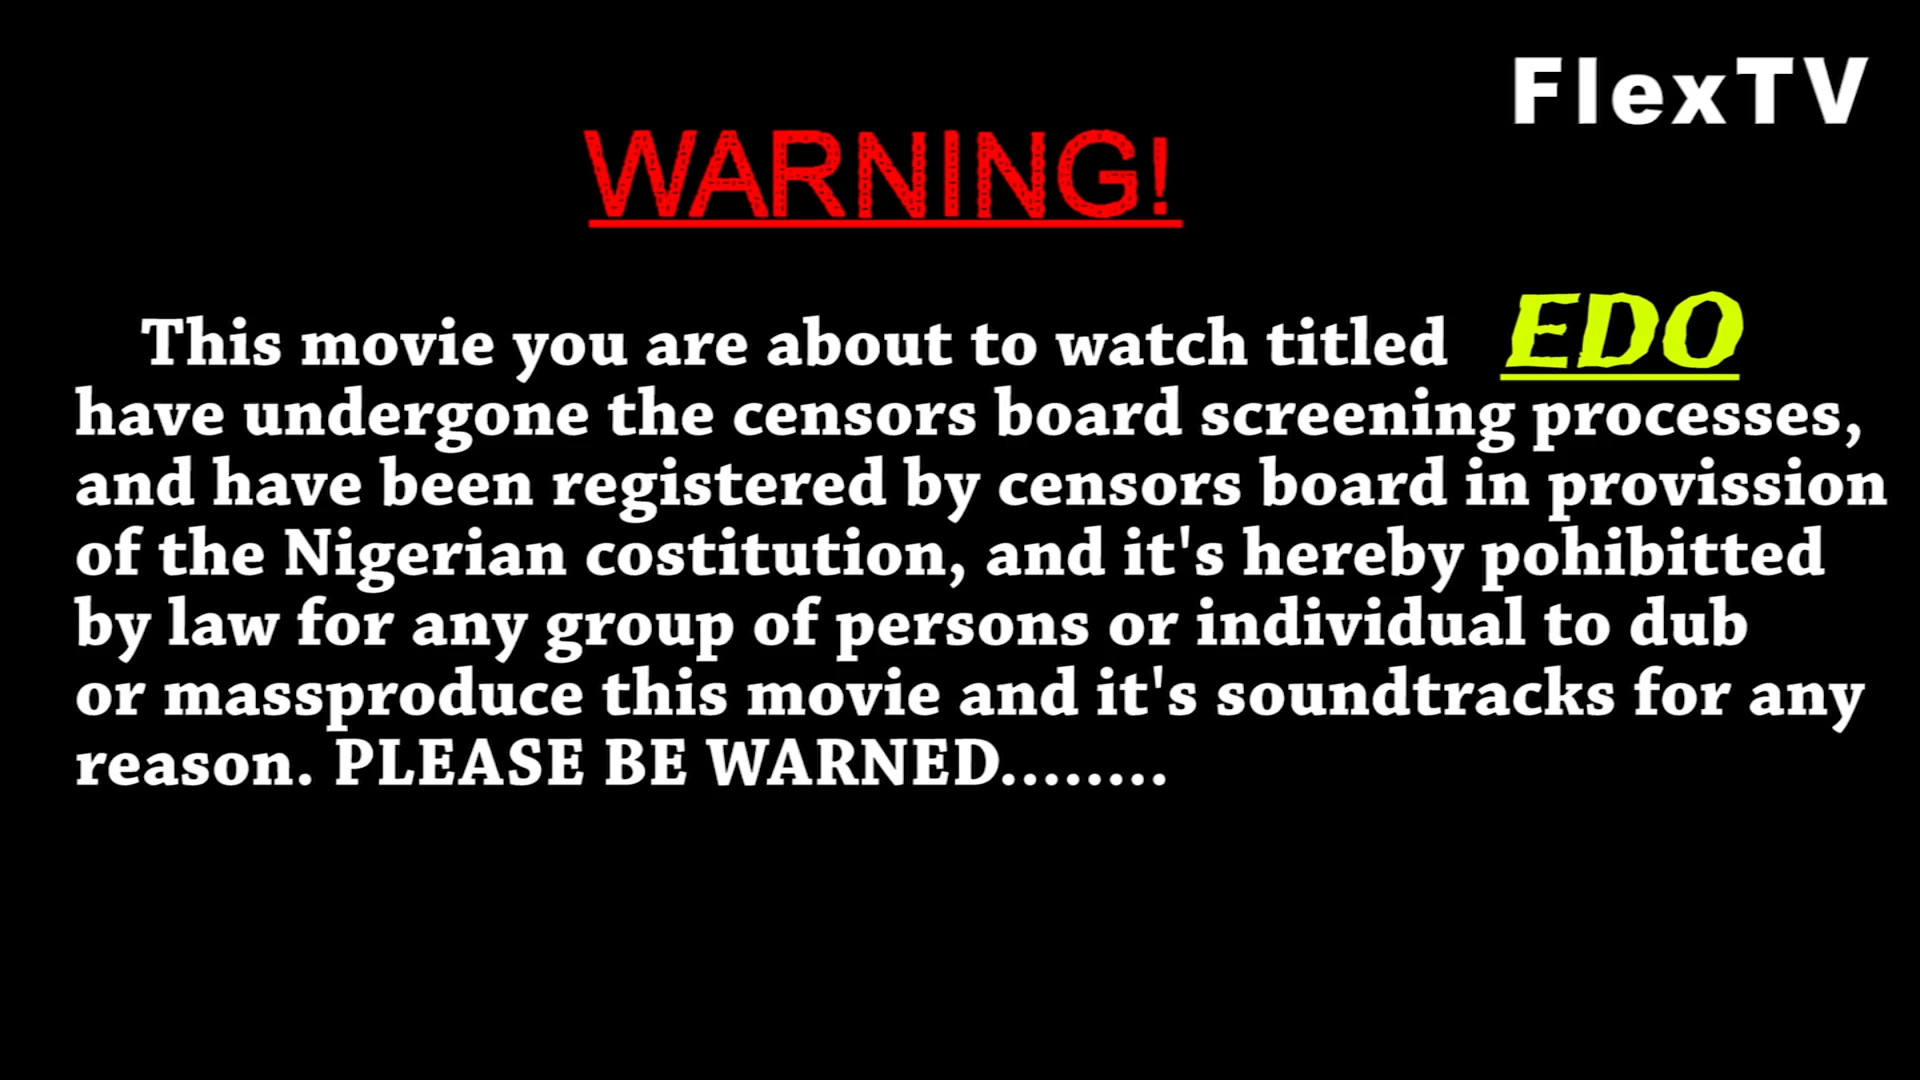 FlexTV
WARNING!
This movie you are about to watch titled EDO
have undergone the censors board screening processes,
and have been registered by censors board in provission
of the Nigerian costitution, and it's hereby pohibitted
by law for any group of persons or individual to dub
or massproduce this movie and it's soundtracks for any
reason. PLEASE BE WARNED........